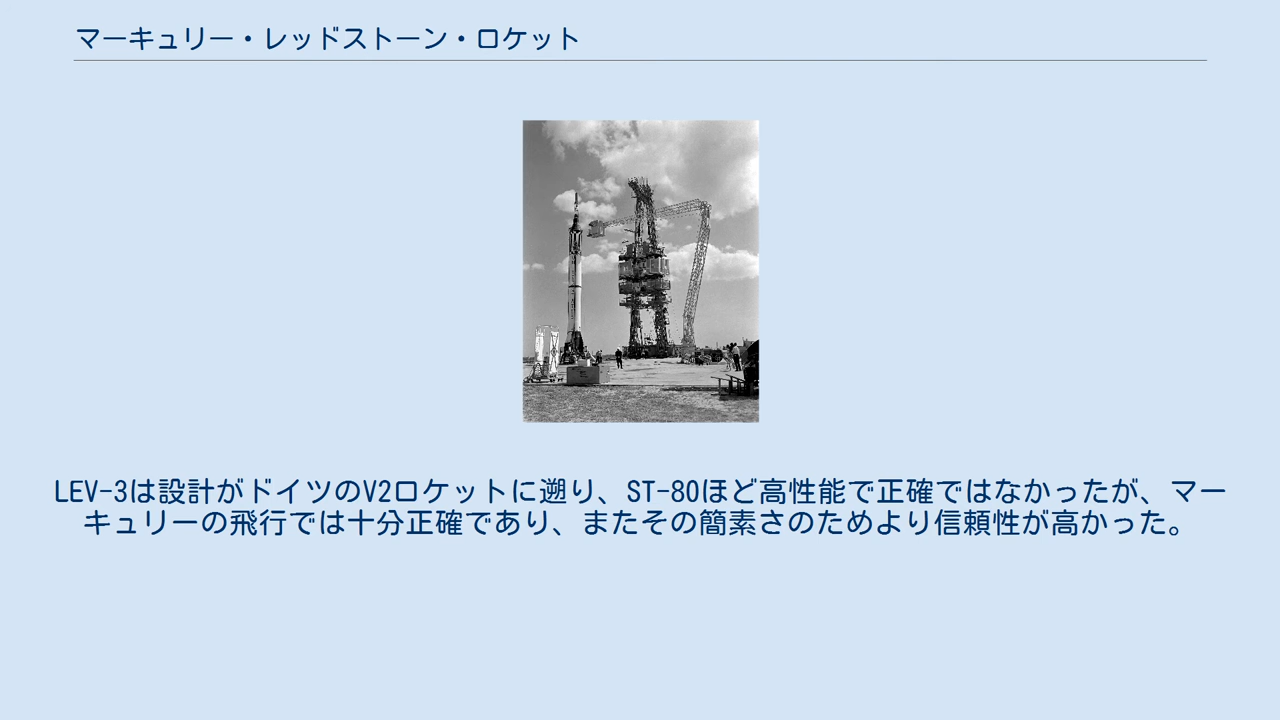 マーキュリー・レッドストーン・ロケット
LEV-3は設計がドイツのV2ロケットに遡り、ST-80ほど高性能で正確ではなかったが、マー
キュリーの飛行では十分正確であり、またその簡素さのためより信頼性が高かった。